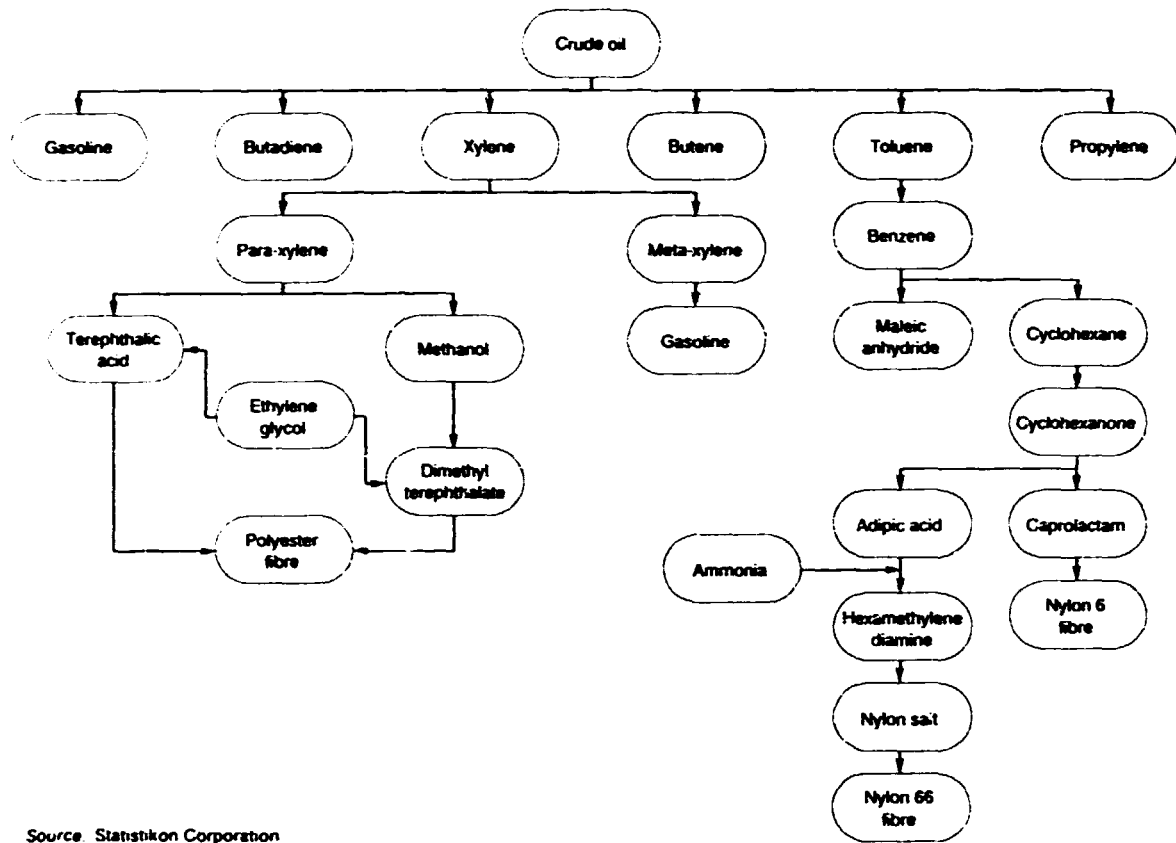 Crude oil
Gasoline
Butadiene
Xylene
Butene
Toluene
Propylene
Para-xylene
Meta-xylene
Benzene
Terephthalic
acid
Methanol
Gasoline
Maleic
anhydride
Cyclohexane
Ethylene
glycol
Cyclohexanone
Dimethyl
terephthalate
Adipic acid
Caprolactam
Polyester
fibre
Ammonia
Hexamethylene
diamine
Nylon 6
fibre
Nylon salt
Nylon 66
fibre
Source. Statistikon Corporation